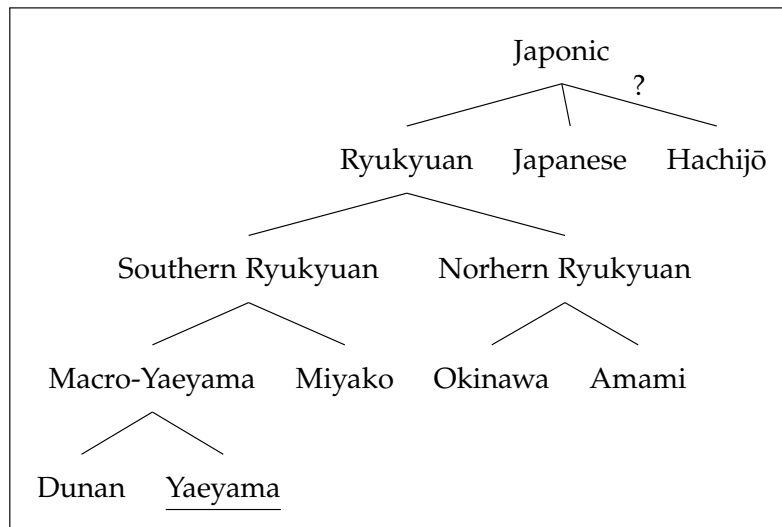 Japonic
?
Ryukyuan Japanese Hachijō
Southern Ryukyuan Norhern Ryukyuan
Macro-Yaeyama Miyako Okinawa Amami
Dunan Yaeyama